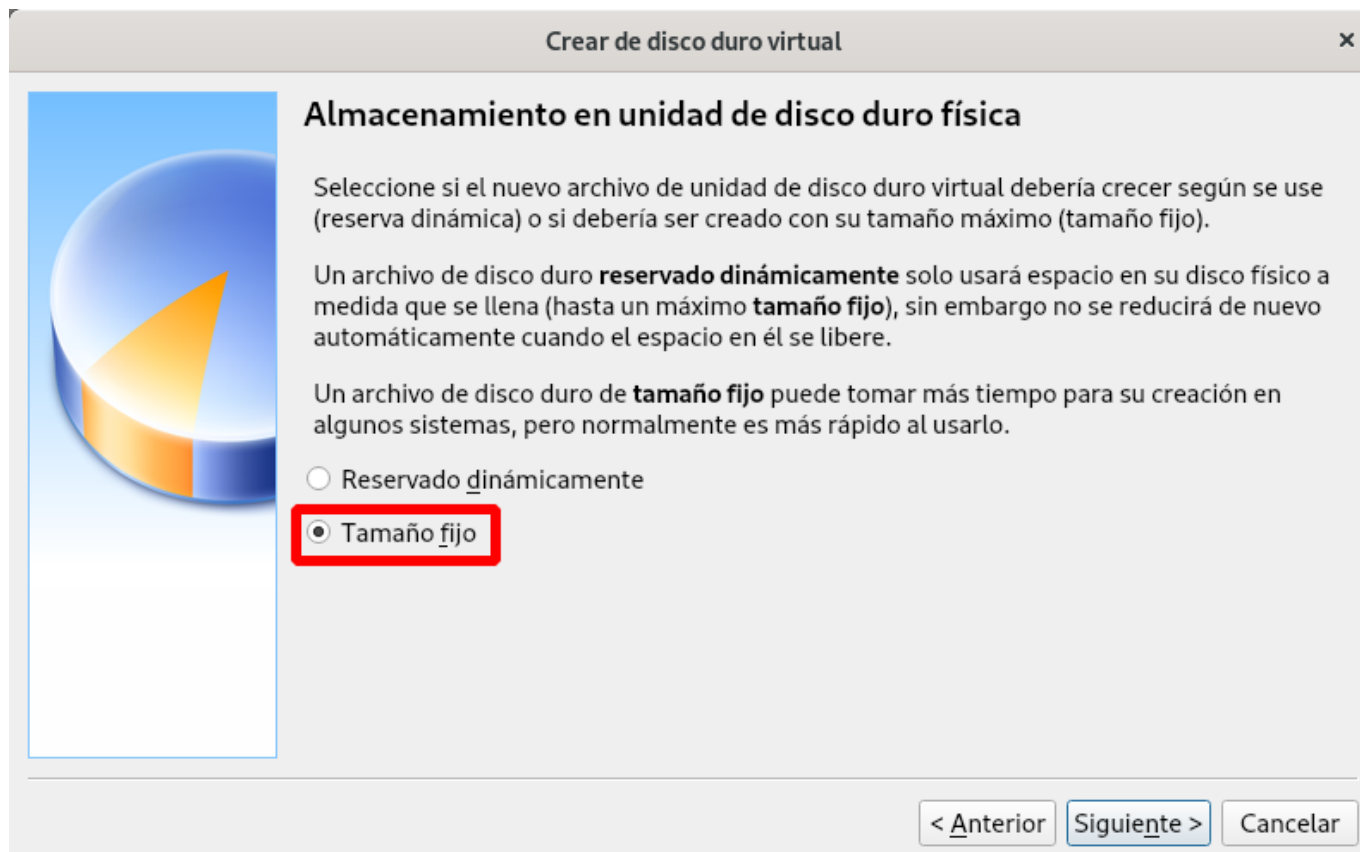 Crear de disco duro virtual
×
Almacenamiento en unidad de disco duro física
Seleccione si el nuevo archivo de unidad de disco duro virtual debería crecer según se use
(reserva dinámica) o si debería ser creado con su tamaño máximo (tamaño fijo).
Un archivo de disco duro reservado dinámicamente solo usará espacio en su disco físico a
medida que se llena (hasta un máximo tamaño fijo), sin embargo no se reducirá de nuevo
automáticamente cuando el espacio en él se libere.
Un archivo de disco duro de tamaño fijo puede tomar más tiempo para su creación en
algunos sistemas, pero normalmente es más rápido al usarlo.
Reservado dinámicamente
Tamaño fijo
< Anterior Siguiente > Cancelar